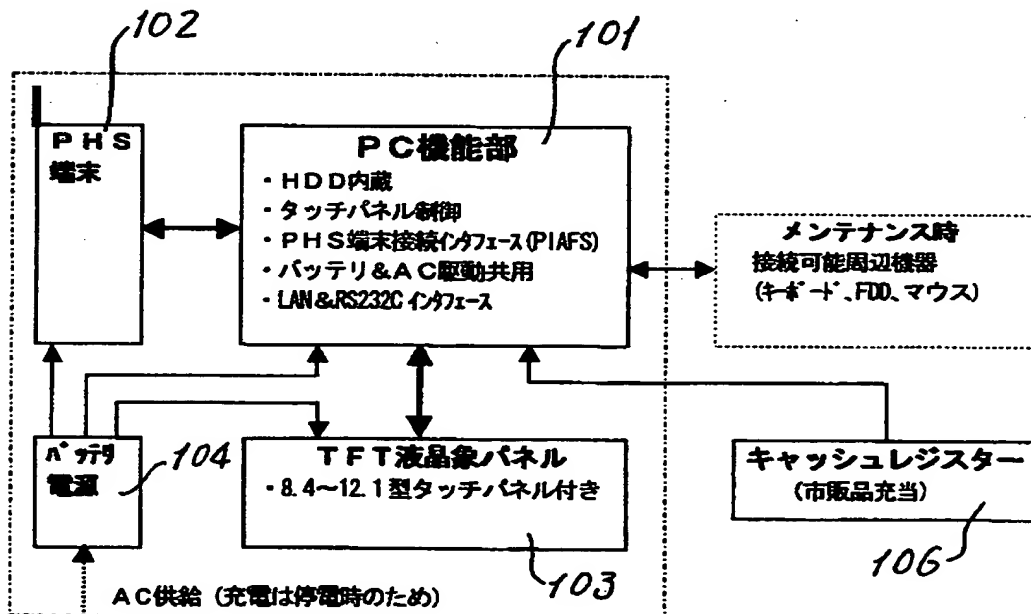 102
101
PHS
端末
PC機能部
・HDD内蔵
・タッチパネル制御
・PHS端末接続インタフェース(PIAFS)
・バッテリ&AC駆動共用
・LAN&RS232Cインタフェース
メンテナンス時
接続可能周辺機器
(キーボード、FDD、マウス)
バッテリ
電源
104
TFT液晶象パネル
・8.4～12.1型タッチパネル付き
103
キャッシュレジスター
(市販品充当)
106
AC供給(充電は停電時のため)